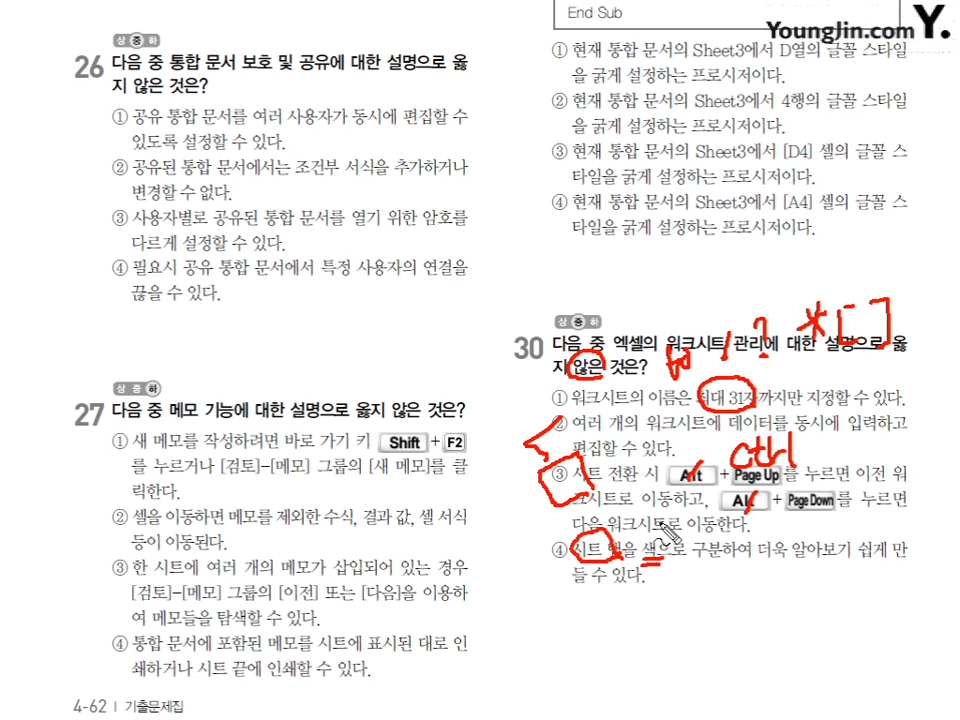 상 중 하
26 다음 중 통합 문서 보호 및 공유에 대한 설명으로 옳
지 않은 것은?
① 공유 통합 문서를 여러 사용자가 동시에 편집할 수
있도록 설정할 수 있다.
② 공유된 통합 문서에서는 조건부 서식을 추가하거나
변경할 수 없다.
③ 사용자별로 공유된 통합 문서를 열기 위한 암호를
다르게 설정할 수 있다.
④ 필요시 공유 통합 문서에서 특정 사용자의 연결을
끊을 수 있다.
상 중 하
27 다음 중 메모 기능에 대한 설명으로 옳지 않은 것은?
① 새 메모를 작성하려면 바로 가기 키 Shift + F2
를 누르거나 [검토]-[메모] 그룹의 [새 메모]를 클
릭한다.
② 셀을 이동하면 메모를 제외한 수식, 결과 값, 셀 서식
등이 이동된다.
③ 한 시트에 여러 개의 메모가 삽입되어 있는 경우
[검토]-[메모] 그룹의 [이전] 또는 [다음]을 이용하
여 메모들을 탐색할 수 있다.
④ 통합 문서에 포함된 메모를 시트에 표시된 대로 인
쇄하거나 시트 끝에 인쇄할 수 있다.
4-62 | 기출문제집
End Sub
YoungJin.com Y.
① 현재 통합 문서의 Sheet3에서 D열의 글꼴 스타일
을 굵게 설정하는 프로시저이다.
② 현재 통합 문서의 Sheet3에서 4행의 글꼴 스타일
을 굵게 설정하는 프로시저이다.
③ 현재 통합 문서의 Sheet3에서 [D4] 셀의 글꼴 스
타일을 굵게 설정하는 프로시저이다.
④ 현재 통합 문서의 Sheet3에서 [A4] 셀의 글꼴 스
타일을 굵게 설정하는 프로시저이다.
/ ? * [ ]
상 중 하
30 다음 중 엑셀의 워크시트 관리에 대한 설명으로 옳
지 않은 것은?
① 워크시트의 이름은 최대 31자까지만 지정할 수 있다.
② 여러 개의 워크시트에 데이터를 동시에 입력하고
편집할 수 있다.
Ctrl
③ 시트 전환 시 Alt + Page Up 를 누르면 이전 워
크시트로 이동하고, Alt + Page Down 를 누르면
다음 워크시트로 이동한다.
④ 시트 탭을 색으로 구분하여 더욱 알아보기 쉽게 만
들 수 있다.